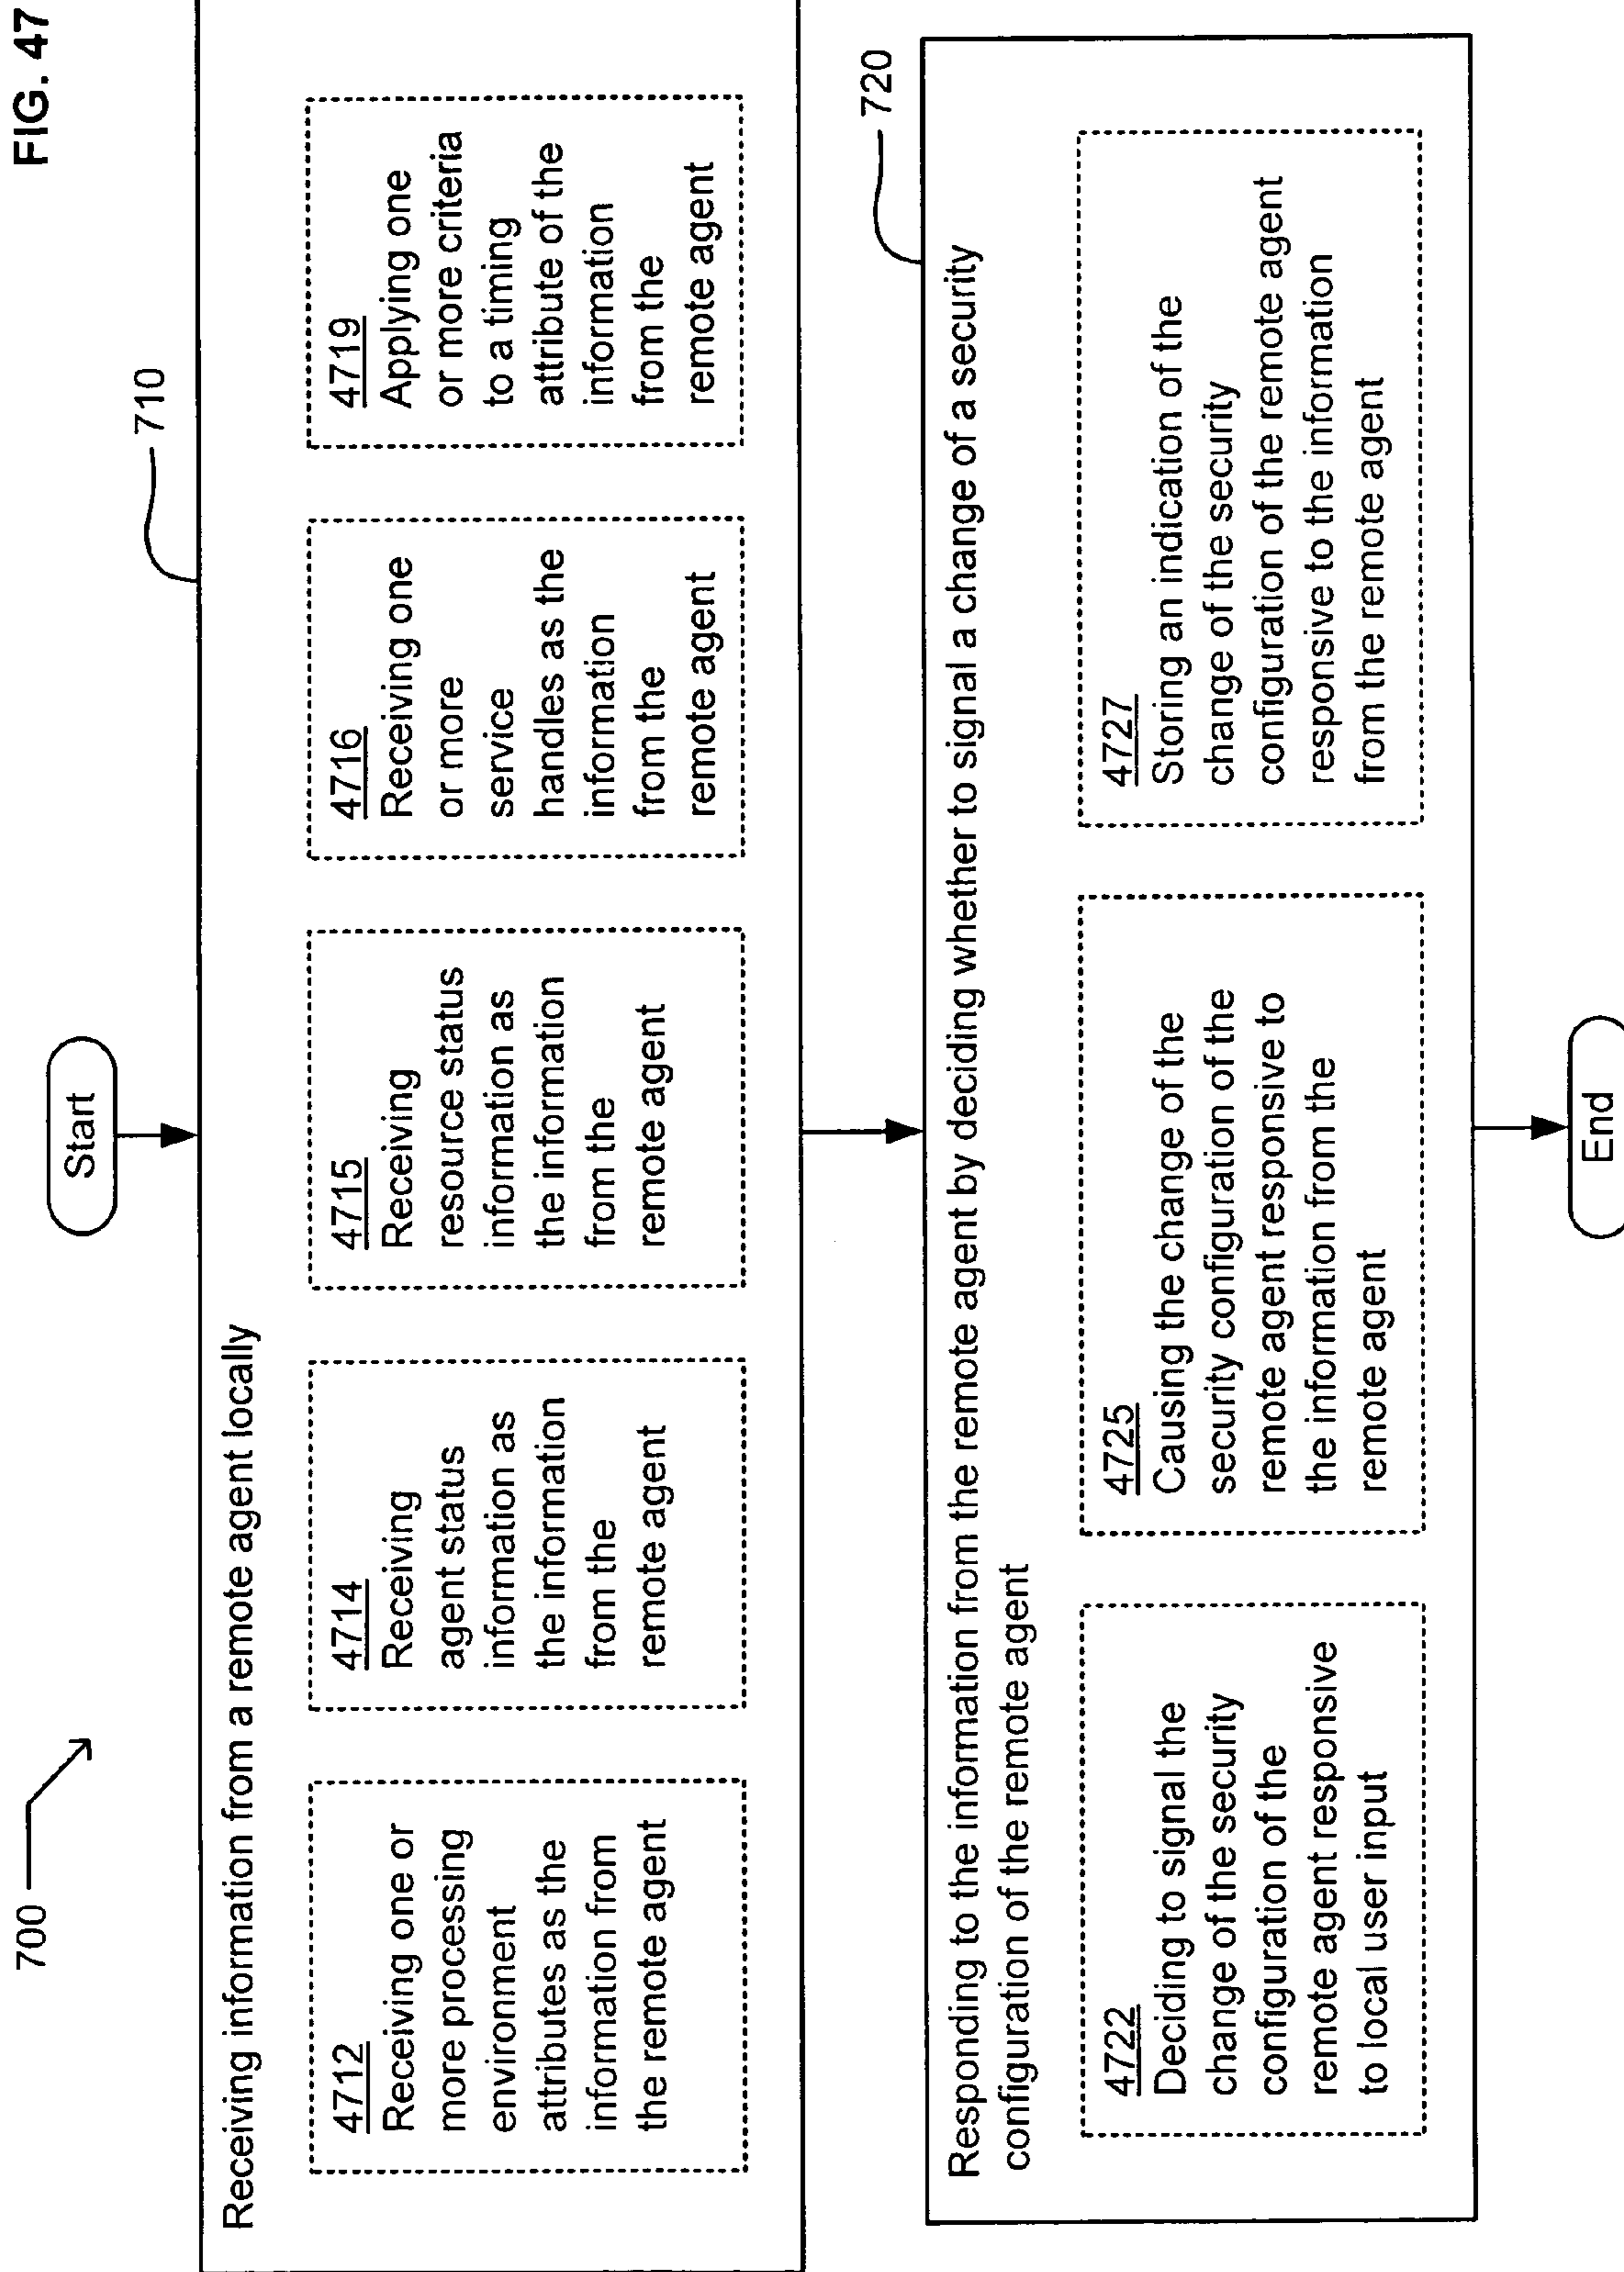 FIG. 47
700
Start
710
Receiving information from a remote agent locally
4712
Receiving one or
more processing
environment
attributes as the
information from
the remote agent
4714
Receiving
agent status
information as
the information
from the
remote agent
4715
Receiving
resource status
information as
the information
from the
remote agent
4716
Receiving one
or more
service
handles as the
information
from the
remote agent
4719
Applying one
or more criteria
to a timing
attribute of the
information
from the
remote agent
720
Responding to the information from the remote agent by deciding whether to signal a change of a security
configuration of the remote agent
4722
Deciding to signal the
change of the security
configuration of the
remote agent responsive
to local user input
4725
Causing the change of the
security configuration of the
remote agent responsive to
the information from the
remote agent
4727
Storing an indication of the
change of the security
configuration of the remote agent
responsive to the information
from the remote agent
End